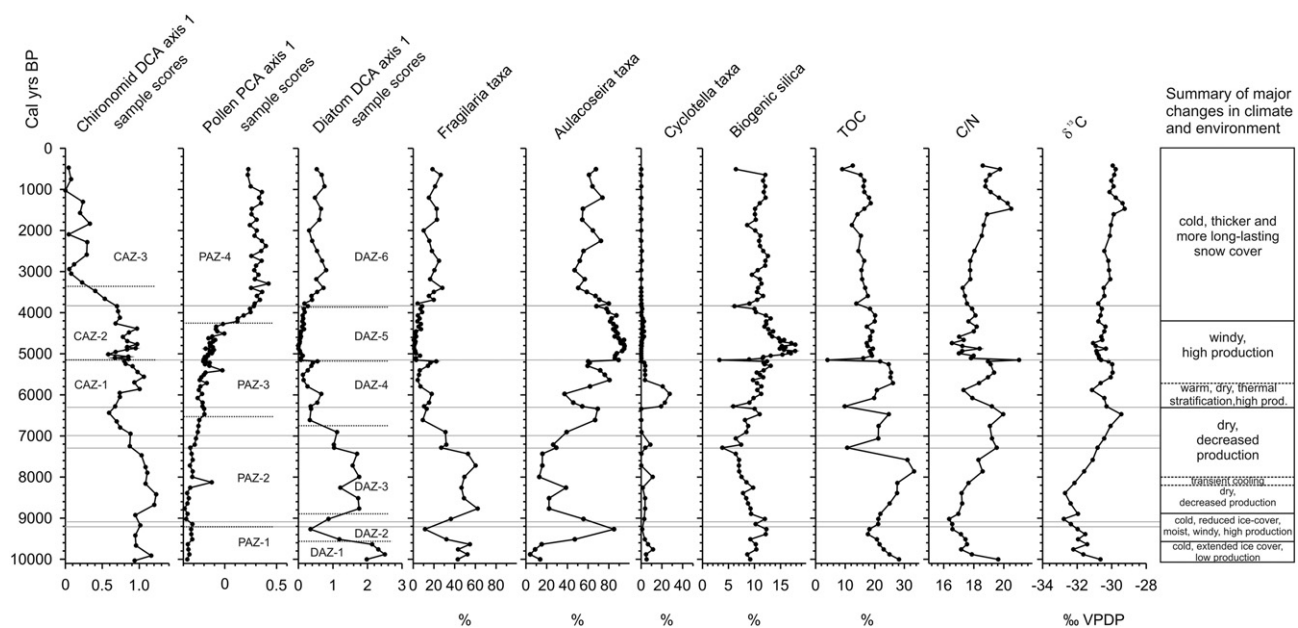 Cal yrs BP
Chironomid DCA axis 1
sample scores
Pollen PCA axis 1
sample scores
Diatom DCA axis 1
sample scores
Fragilaria taxa
Aulacoseira taxa
Cyclotella taxa
Biogenic silica
TOC
C/N
δ¹³C
Summary of major
changes in climate
and environment
0
1000
2000
3000
4000
5000
6000
7000
8000
9000
10000
CAZ-3
CAZ-2
CAZ-1
PAZ-4
PAZ-3
PAZ-2
PAZ-1
DAZ-6
DAZ-5
DAZ-4
DAZ-3
DAZ-2
DAZ-1
cold, thicker and
more long-lasting
snow cover
windy,
high production
warm, dry, thermal
stratification,high prod.
dry,
decreased
production
transient cooling
dry,
decreased production
cold, reduced ice-cover,
moist, windy, high production
cold, extended ice cover,
low production
0 1.0
0
0 1 2 3
0 20 40 60 80 100
0 20 40 60 80 100
0 20 40
0 10 20
0 10 20 30
16 18 20 22
-34 -32 -30 -28
%
%
%
%
%
‰ VPDP